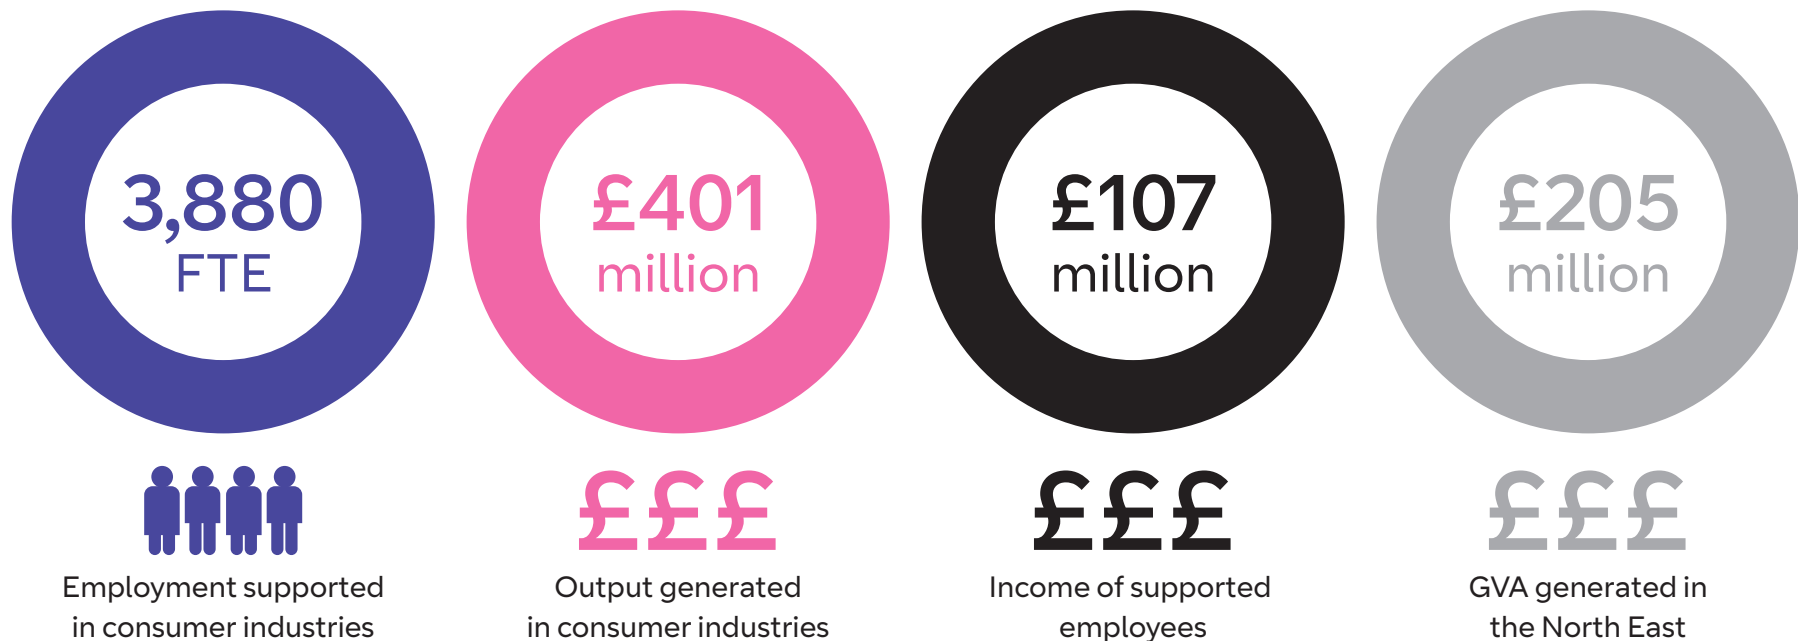 3,880
FTE
£401
million
£107
million
£205
million
£££
£££
£££
Employment supported
in consumer industries
Output generated
in consumer industries
Income of supported
employees
GVA generated in
the North East